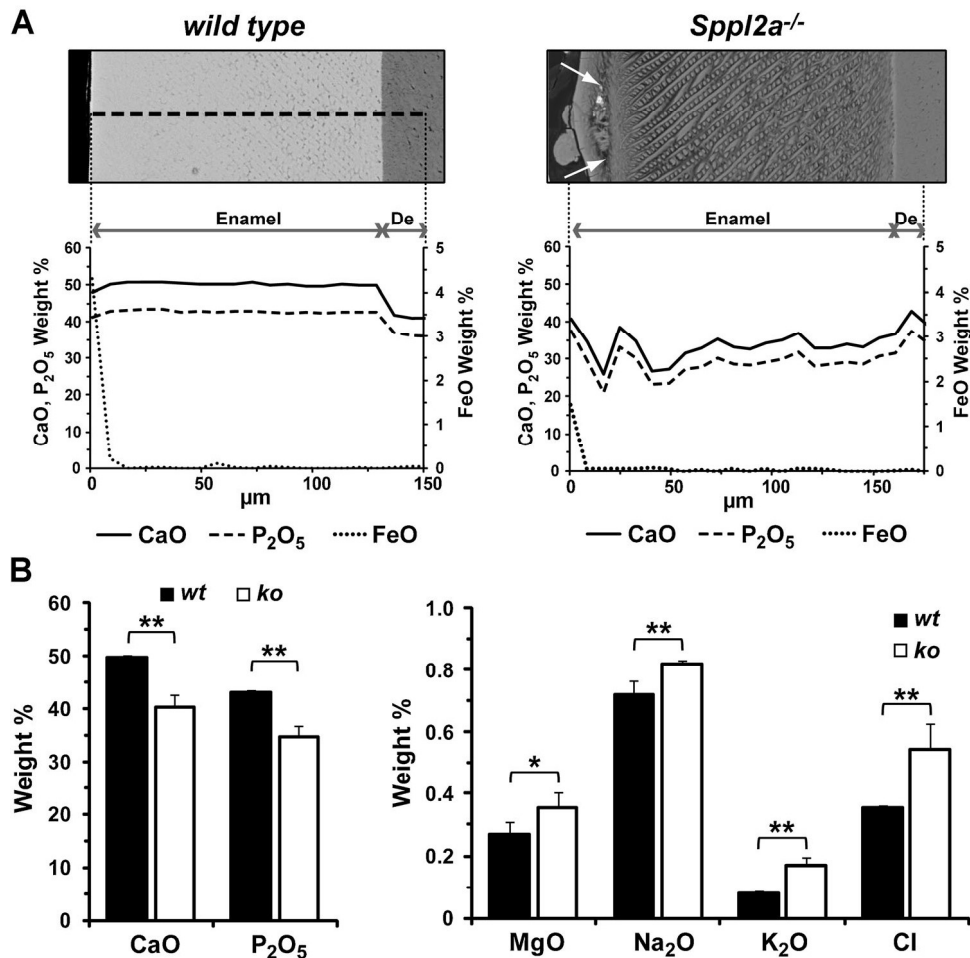 A
wild type
Sppl2a-/-
Enamel De
60
50
40
30
20
10
0
CaO, P2O5 Weight %
5
4
3
2
1
0
FeO Weight %
0 50 100 150
µm
CaO P2O5 FeO
Enamel De
60
50
40
30
20
10
0
CaO, P2O5 Weight %
5
4
3
2
1
0
FeO Weight %
0 50 100 150
µm
CaO P2O5 FeO
B
wt ko
60
50
40
30
20
10
0
Weight %
**
**
CaO P2O5
wt
ko
1.0
0.8
0.6
0.4
0.2
0
Weight %
*
**
**
**
MgO Na2O K2O Cl